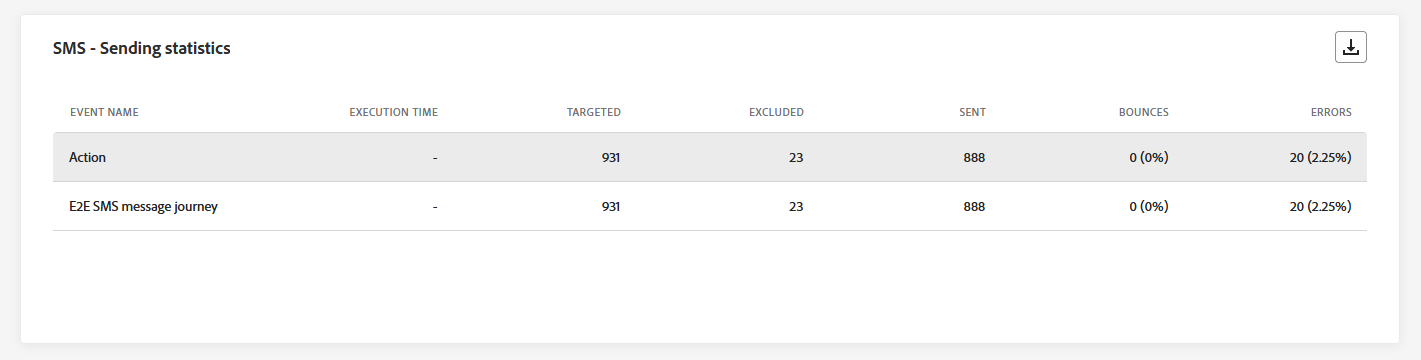 SMS - Sending statistics
EVENT NAME EXECUTION TIME TARGETED EXCLUDED SENT BOUNCES ERRORS
Action - 931 23 888 0 (0%) 20 (2.25%)
E2E SMS message journey - 931 23 888 0 (0%) 20 (2.25%)